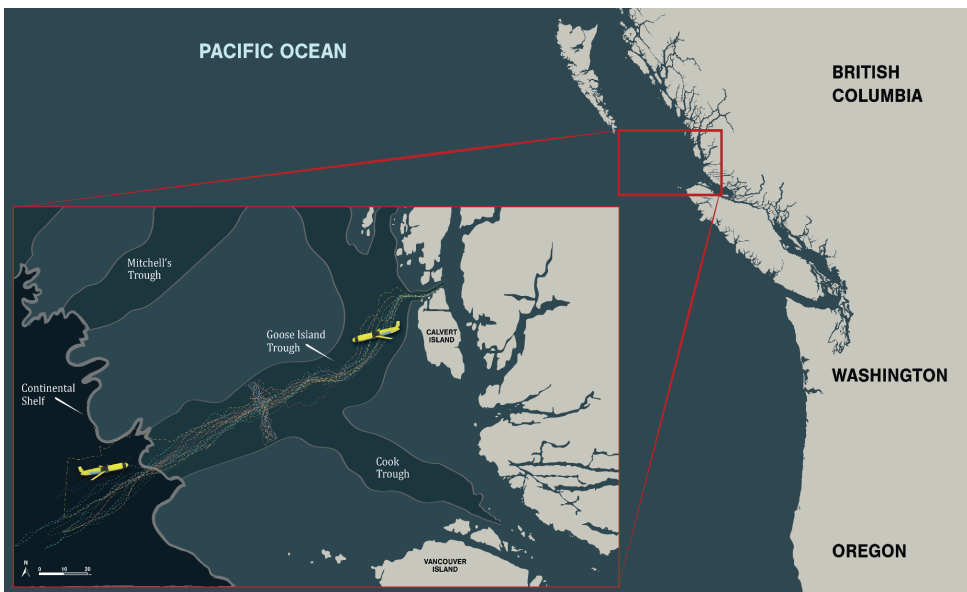 PACIFIC OCEAN
BRITISH
COLUMBIA
Mitchell's
Trough
Goose Island
Trough
CALVERT
ISLAND
Continental
Shelf
WASHINGTON
Cook
Trough
OREGON
VANCOUVER
ISLAND
N
0 10 20